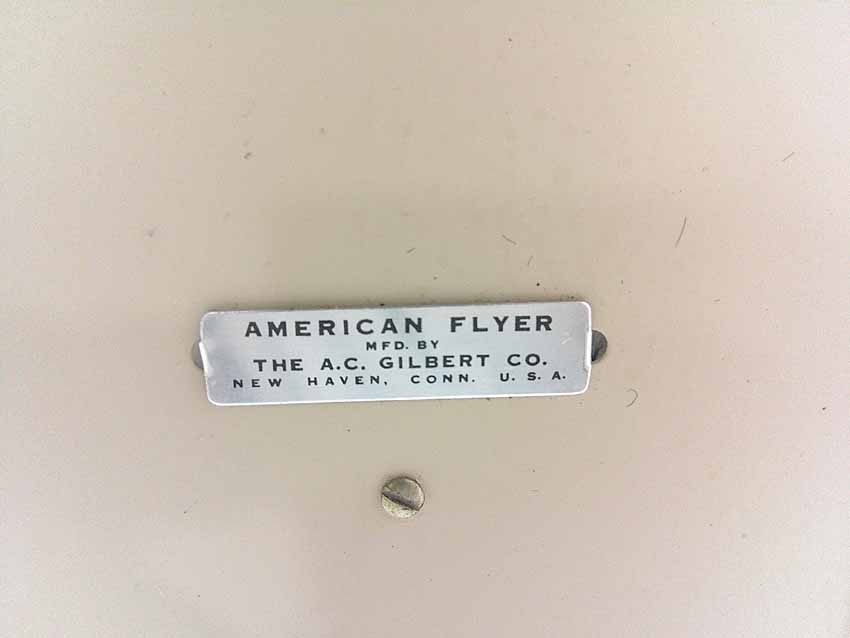 AMERICAN FLYER
MFD. BY
THE A.C. GILBERT CO.
NEW HAVEN, CONN. U. S. A.